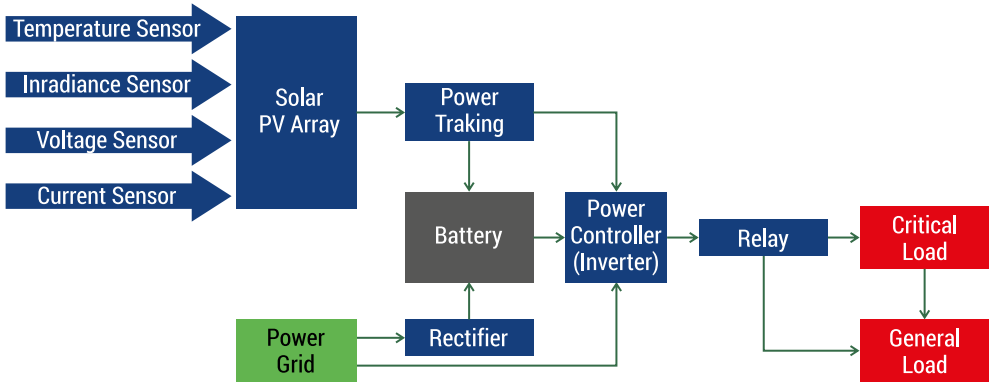 Temperature Sensor
Inradiance Sensor
Voltage Sensor
Current Sensor
Solar
PV Array
Power
Traking
Battery
Power
Controller
(Inverter)
Relay
Critical
Load
Power
Grid
Rectifier
General
Load